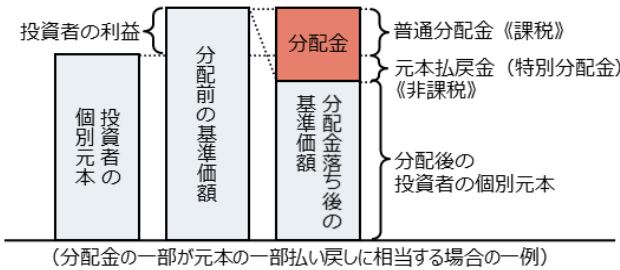 投資者の利益
投資者の
個別元本
分配前の基準価額
分配金
分配金落ち後の
基準価額
普通分配金《課税》
元本払戻金（特別分配金）
《非課税》
分配後の
投資者の個別元本
（分配金の一部が元本の一部払い戻しに相当する場合の一例）